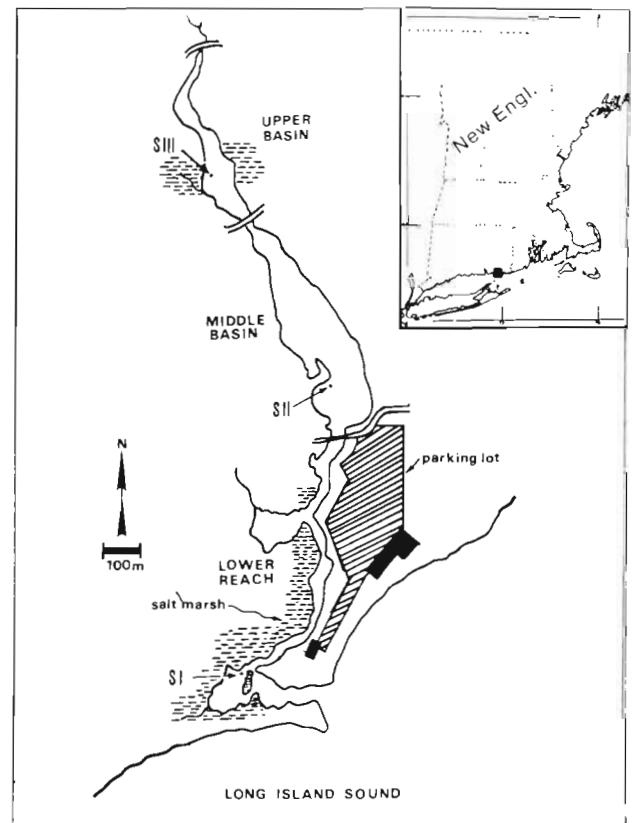 New Engl.
UPPER
BASIN
SIII
MIDDLE
BASIN
SII
N
parking lot
100m
LOWER
REACH
salt marsh
SI
LONG ISLAND SOUND